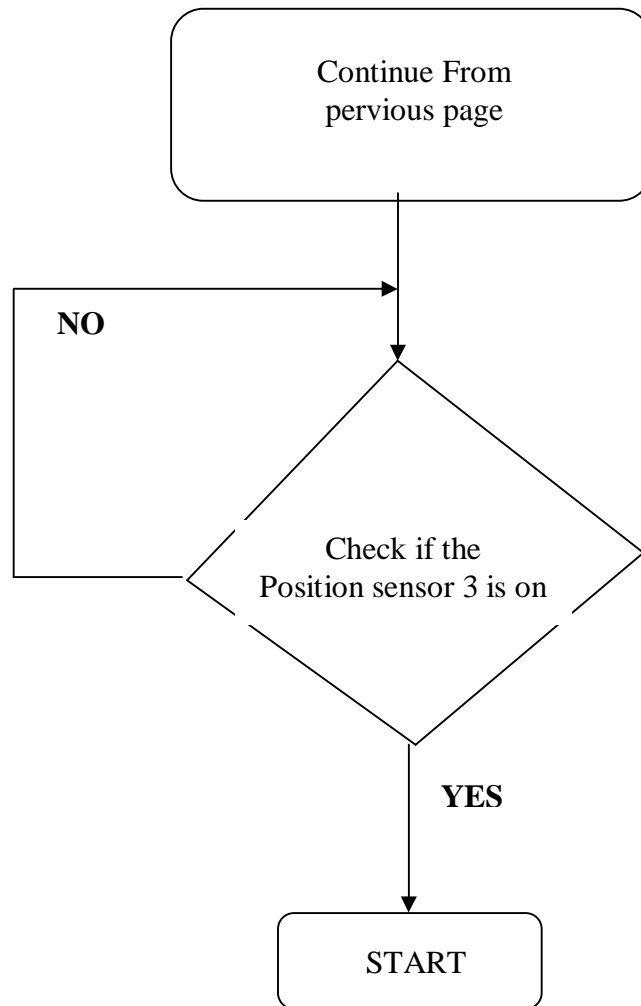 Continue From
pervious page
NO
Check if the
Position sensor 3 is on
YES
START